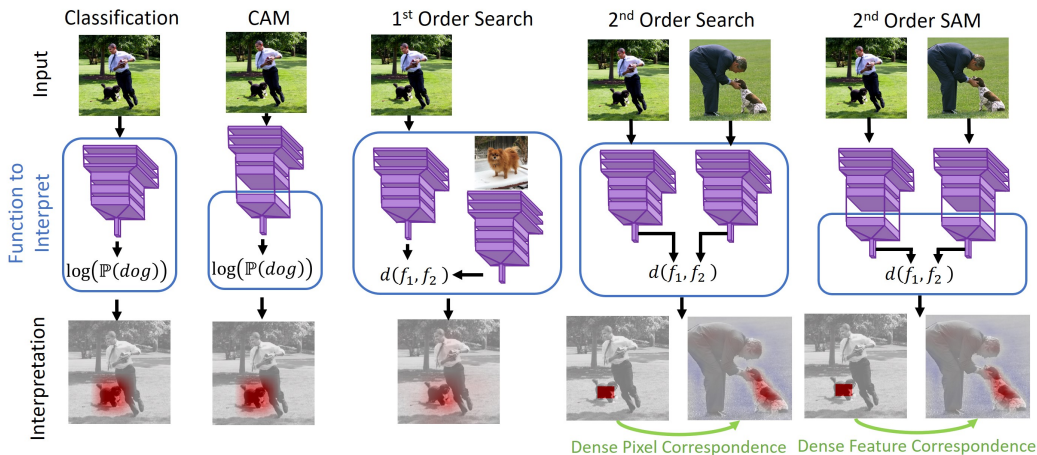 Classification
CAM
1st Order Search
2nd Order Search
2nd Order SAM
Input
Function to
Interpret
log(ℙ(dog))
log(ℙ(dog))
d(f₁, f₂)
d(f₁, f₂)
d(f₁, f₂)
Interpretation
Dense Pixel Correspondence
Dense Feature Correspondence